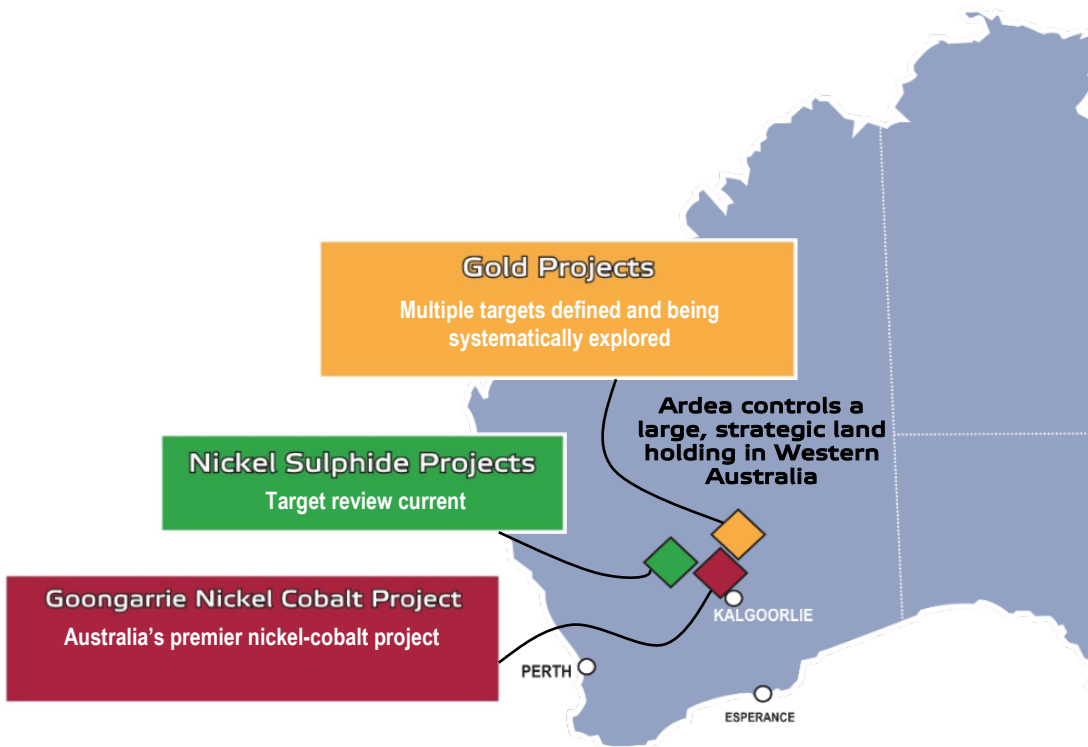 Gold Projects
Multiple targets defined and being
systematically explored
Ardea controls a
large, strategic land
holding in Western
Australia
Nickel Sulphide Projects
Target review current
Goongarrie Nickel Cobalt Project
Australia’s premier nickel-cobalt project
KALGOORLIE
PERTH
ESPERANCE